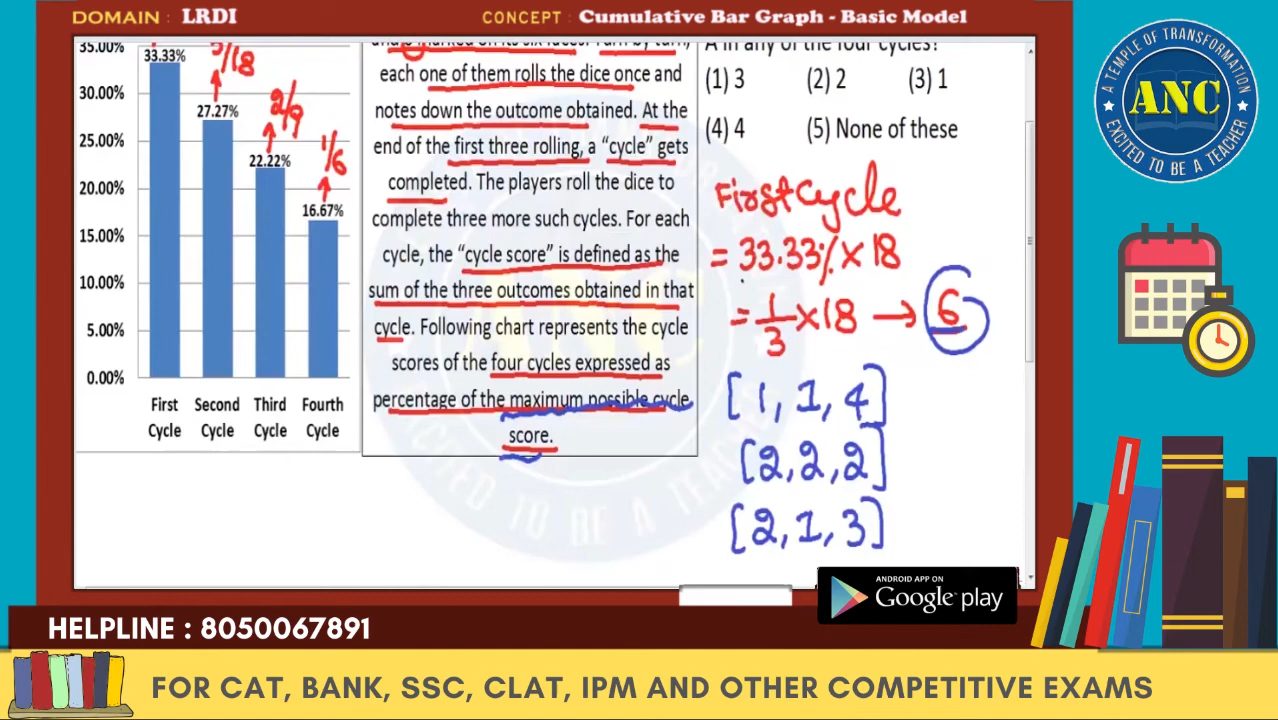 DOMAIN : LRDI
CONCEPT : Cumulative Bar Graph - Basic Model
35.00%
30.00%
25.00%
20.00%
15.00%
10.00%
5.00%
0.00%
33.33%
27.27%
22.22%
16.67%
5/18
2/9
1/6
First Cycle
Second Cycle
Third Cycle
Fourth Cycle
marked on its six faces. Turn by turn,
each one of them rolls the dice once and
notes down the outcome obtained. At the
end of the first three rolling, a “cycle” gets
completed. The players roll the dice to
complete three more such cycles. For each
cycle, the “cycle score” is defined as the
sum of the three outcomes obtained in that
cycle. Following chart represents the cycle
scores of the four cycles expressed as
percentage of the maximum possible cycle
score.
A in any of the four cycles?
(1) 3 (2) 2 (3) 1
(4) 4 (5) None of these
First Cycle
= 33.33% × 18
= 1/3 × 18 → 6
[1, 1, 4]
[2, 2, 2]
[2, 1, 3]
A TEMPLE OF TRANSFORMATION
ANC
EXCITED TO BE A TEACHER
ANDROID APP ON
Google play
HELPLINE : 8050067891
FOR CAT, BANK, SSC, CLAT, IPM AND OTHER COMPETITIVE EXAMS